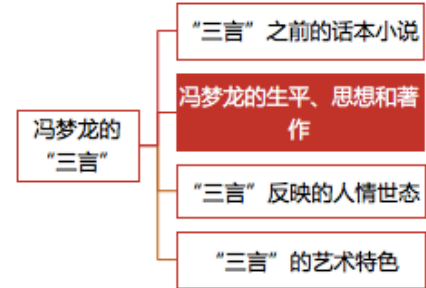 “三言”之前的话本小说
冯梦龙的生平、思想和著
作
冯梦龙的
“三言”
“三言”反映的人情世态
“三言”的艺术特色